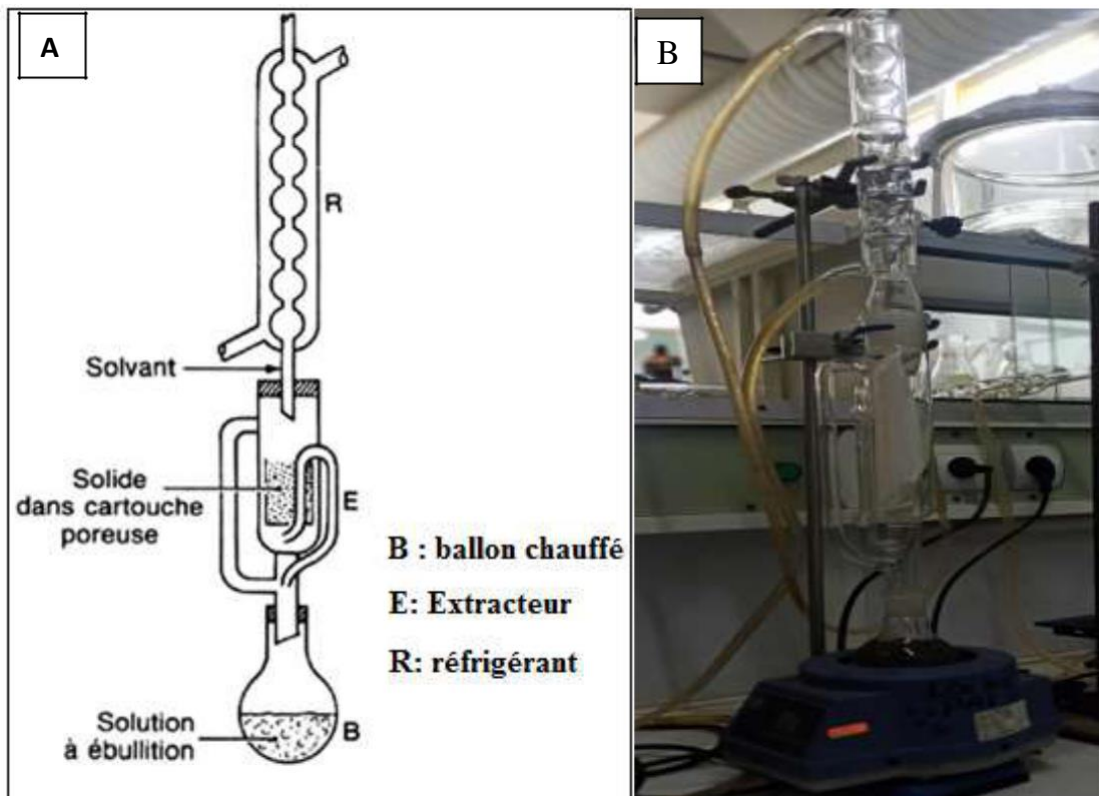 A
R
Solvant
Solide
dans cartouche
poreuse
E
B : ballon chauffé
E: Extracteur
R: réfrigérant
Solution
à ébullition
B
B